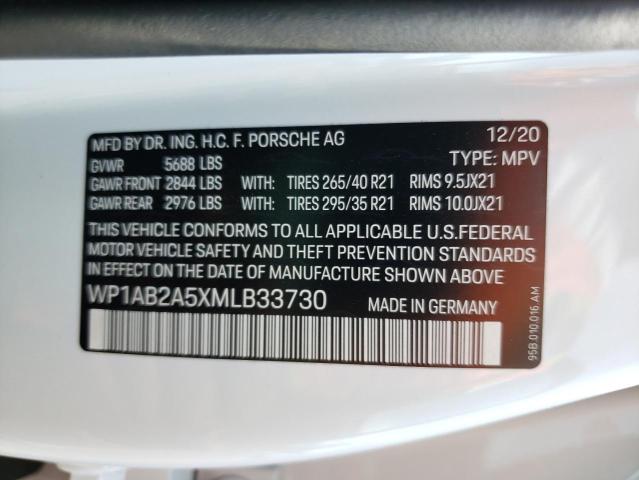 MFD BY DR. ING. H.C. F. PORSCHE AG 12/20
GVWR 5688 LBS TYPE: MPV
GAWR FRONT 2844 LBS WITH: TIRES 265/40 R21 RIMS 9.5JX21
GAWR REAR 2976 LBS WITH: TIRES 295/35 R21 RIMS 10.0JX21
THIS VEHICLE CONFORMS TO ALL APPLICABLE U.S.FEDERAL
MOTOR VEHICLE SAFETY AND THEFT PREVENTION STANDARDS
IN EFFECT ON THE DATE OF MANUFACTURE SHOWN ABOVE
WP1AB2A5XMLB33730
95B.010.016.AM